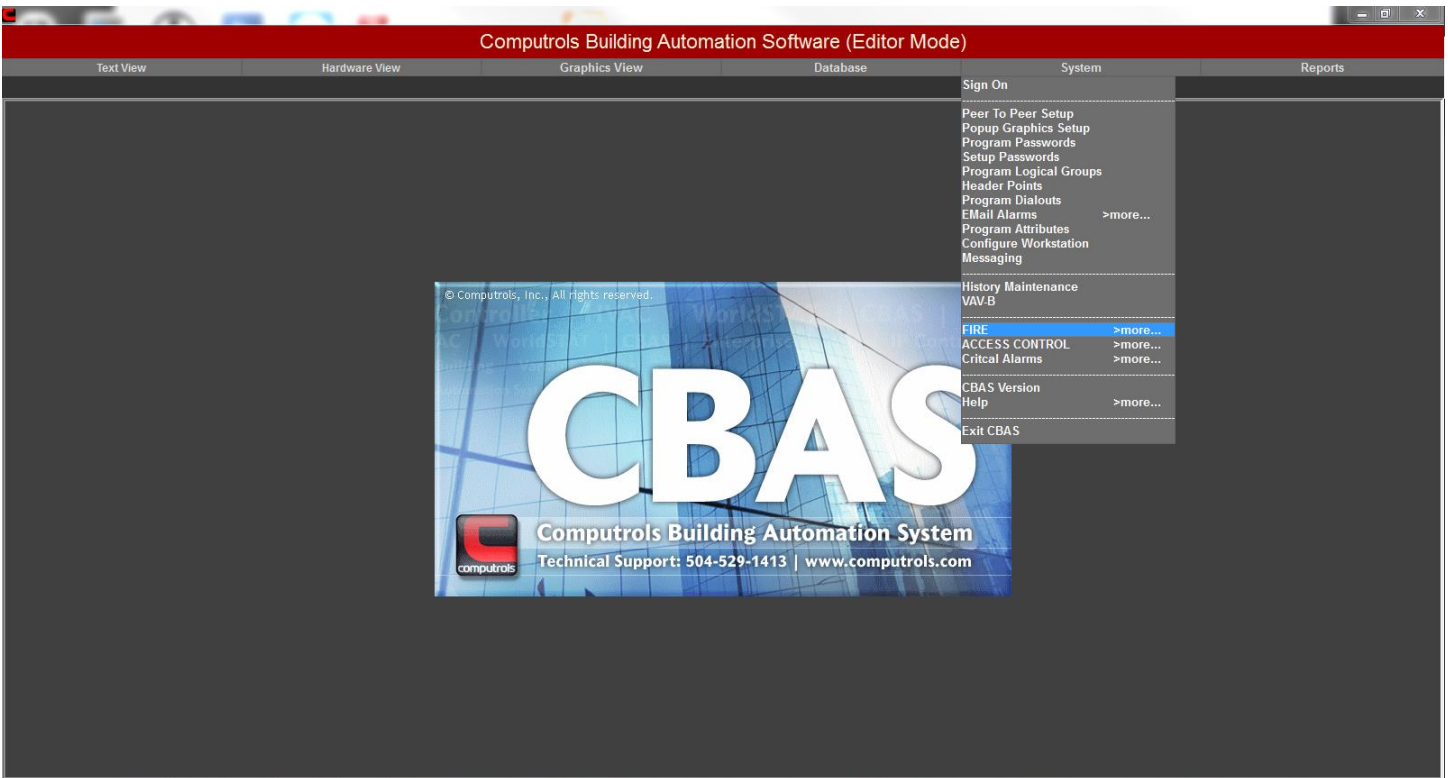 Computrols Building Automation Software (Editor Mode)
Text View Hardware View Graphics View Database System Reports
Sign On
Peer To Peer Setup
Popup Graphics Setup
Program Passwords
Setup Passwords
Program Logical Groups
Header Points
Program Dialouts
EMail Alarms >more...
Program Attributes
Configure Workstation
Messaging
History Maintenance
VAV-B
FIRE >more...
ACCESS CONTROL >more...
Critcal Alarms >more...
CBAS Version
Help >more...
Exit CBAS
© Computrols, Inc., All rights reserved.
CBAS
Computrols Building Automation System
Technical Support: 504-529-1413 | www.computrols.com
computrols